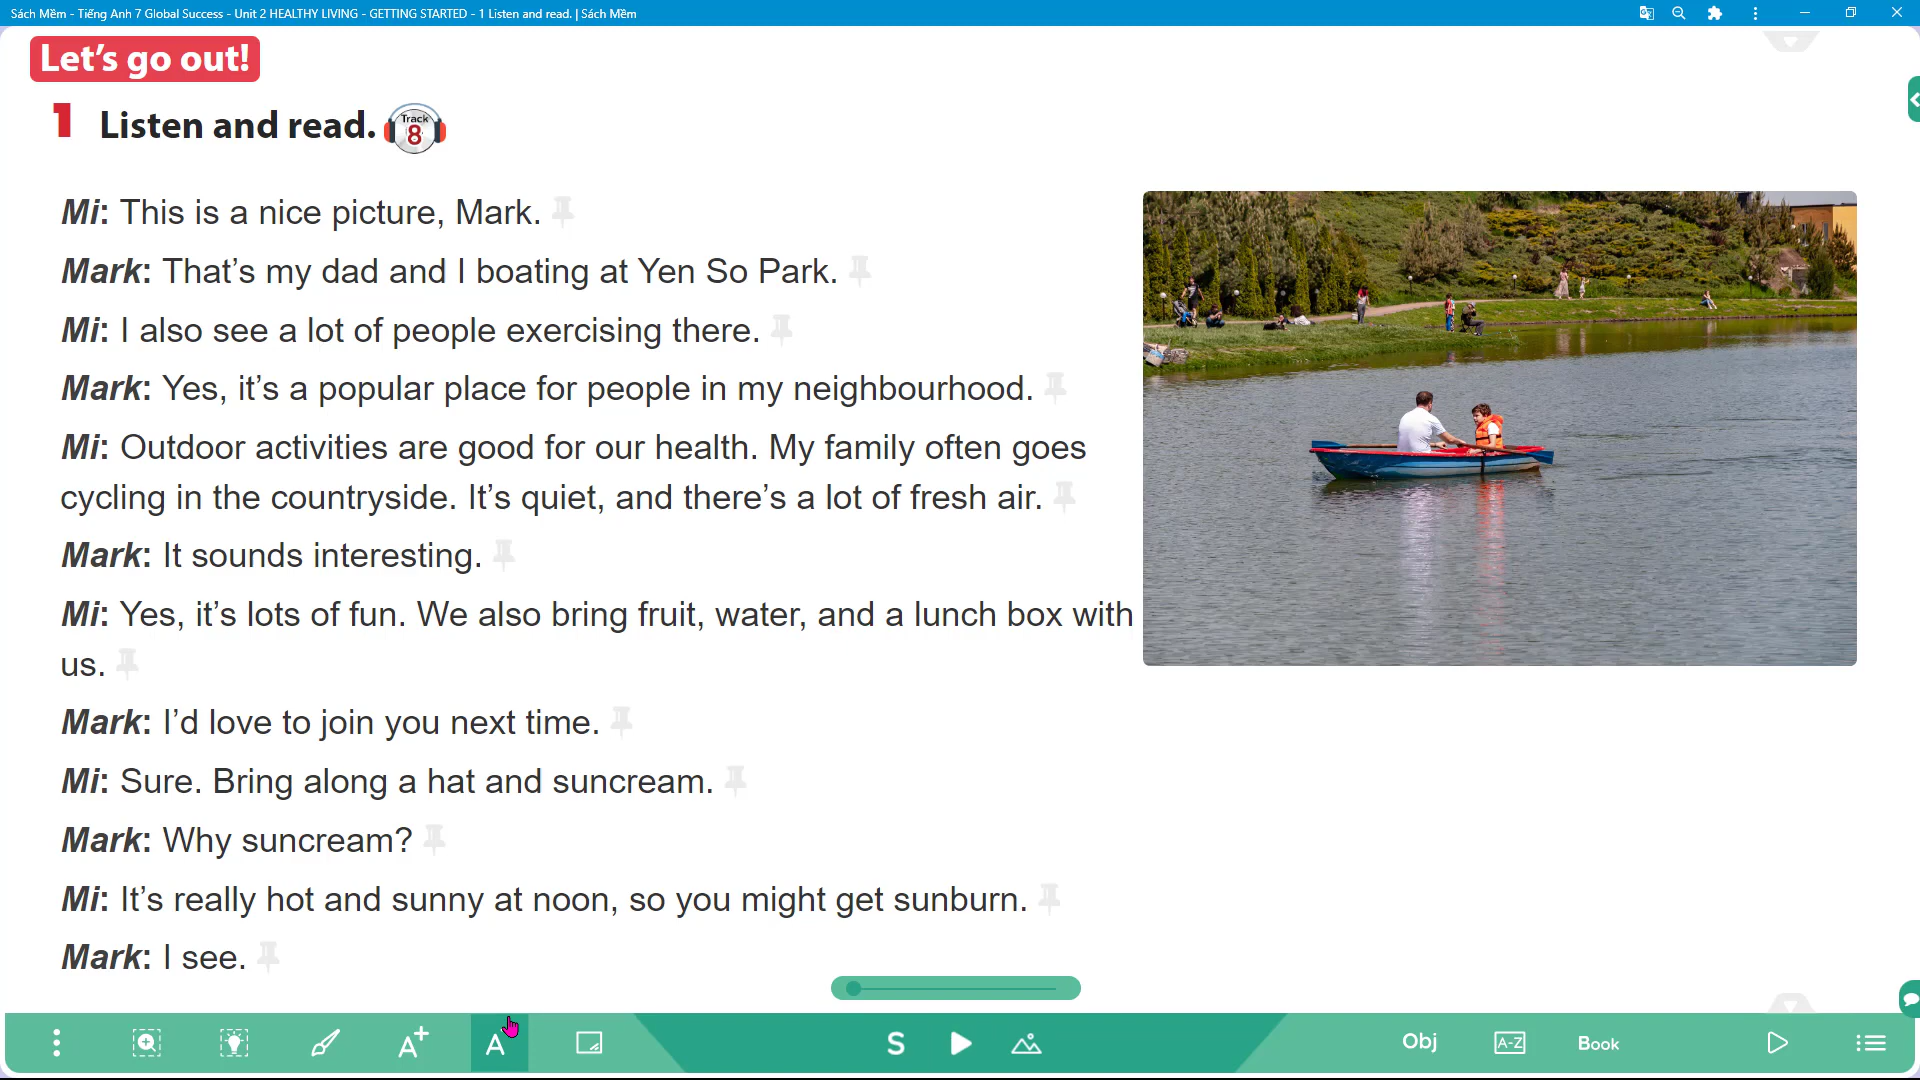 Sách Mềm - Tiếng Anh 7 Global Success - Unit 2 HEALTHY LIVING - GETTING STARTED - 1 Listen and read. | Sách Mềm
Let’s go out!
1 Listen and read. Track 8
Mi: This is a nice picture, Mark.
Mark: That’s my dad and I boating at Yen So Park.
Mi: I also see a lot of people exercising there.
Mark: Yes, it’s a popular place for people in my neighbourhood.
Mi: Outdoor activities are good for our health. My family often goes
cycling in the countryside. It’s quiet, and there’s a lot of fresh air.
Mark: It sounds interesting.
Mi: Yes, it’s lots of fun. We also bring fruit, water, and a lunch box with
us.
Mark: I’d love to join you next time.
Mi: Sure. Bring along a hat and suncream.
Mark: Why suncream?
Mi: It’s really hot and sunny at noon, so you might get sunburn.
Mark: I see.
A+ A S Obj A-Z Book